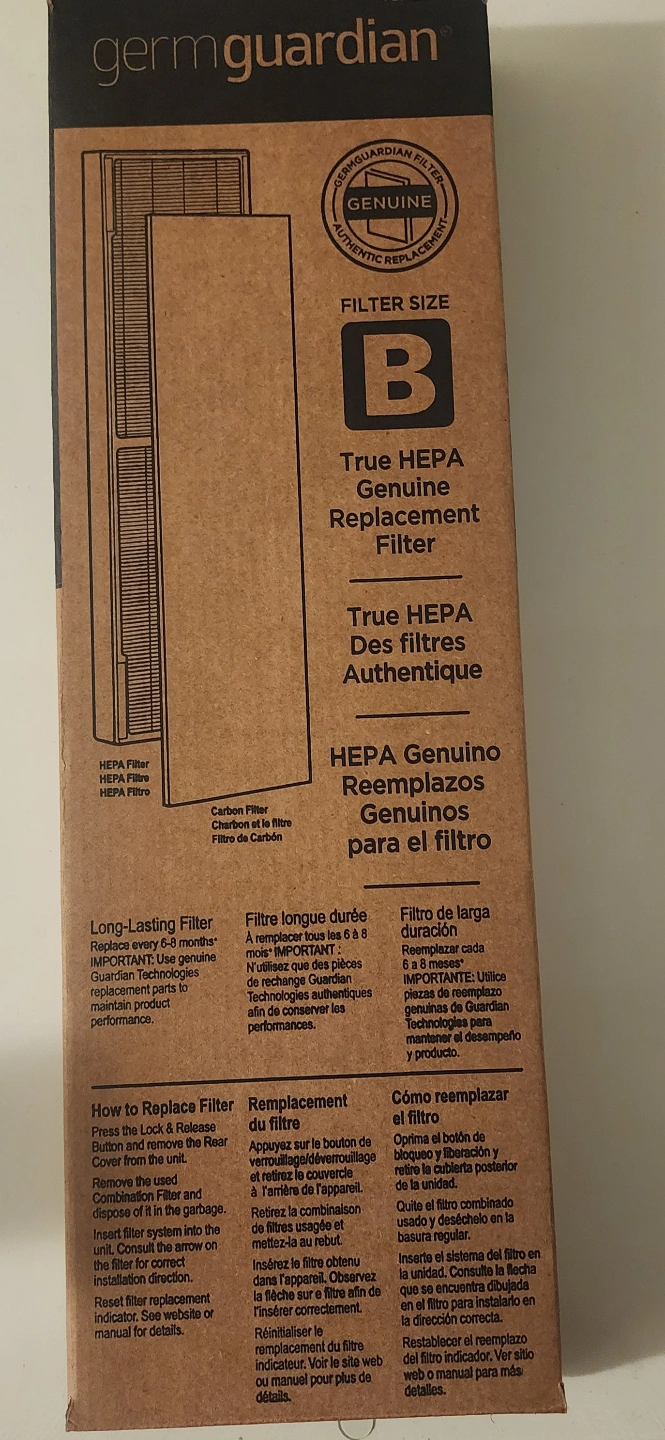 germguardian®
GERMGUARDIAN FILTER
GENUINE
AUTHENTIC REPLACEMENT
FILTER SIZE
B
True HEPA
Genuine
Replacement
Filter
True HEPA
Des filtres
Authentique
HEPA Genuino
Reemplazos
Genuinos
para el filtro
HEPA Filter
HEPA Filtre
HEPA Filtro
Carbon Filter
Charbon et le filtre
Filtro de Carbón
Long-Lasting Filter
Replace every 6-8 months*
IMPORTANT: Use genuine
Guardian Technologies
replacement parts to
maintain product
performance.
Filtre longue durée
À remplacer tous les 6 à 8
mois* IMPORTANT :
N'utilisez que des pièces
de rechange Guardian
Technologies authentiques
afin de conserver les
performances.
Filtro de larga
duración
Reemplazar cada
6 a 8 meses*
IMPORTANTE: Utilice
piezas de reemplazo
genuinas de Guardian
Technologies para
mantener el desempeño
y producto.
How to Replace Filter
Press the Lock & Release
Button and remove the Rear
Cover from the unit.
Remove the used
Combination Filter and
dispose of it in the garbage.
Insert filter system into the
unit. Consult the arrow on
the filter for correct
installation direction.
Reset filter replacement
indicator. See website or
manual for details.
Remplacement
du filtre
Appuyez sur le bouton de
verrouillage/déverrouillage
et retirez le couvercle
à l'arrière de l'appareil.
Retirez la combinaison
de filtres usagée et
mettez-la au rebut.
Insérez le filtre obtenu
dans l'appareil. Observez
la flèche sur e filtre afin de
l'insérer correctement.
Réinitialiser le
remplacement du filtre
indicateur. Voir le site web
ou manuel pour plus de
détails.
Cómo reemplazar
el filtro
Oprima el botón de
bloqueo y liberación y
retire la cubierta posterior
de la unidad.
Quite el filtro combinado
usado y deséchelo en la
basura regular.
Inserte el sistema del filtro en
la unidad. Consulte la flecha
que se encuentra dibujada
en el filtro para instalarlo en
la dirección correcta.
Restablecer el reemplazo
del filtro indicador. Ver sitio
web o manual para más
detalles.